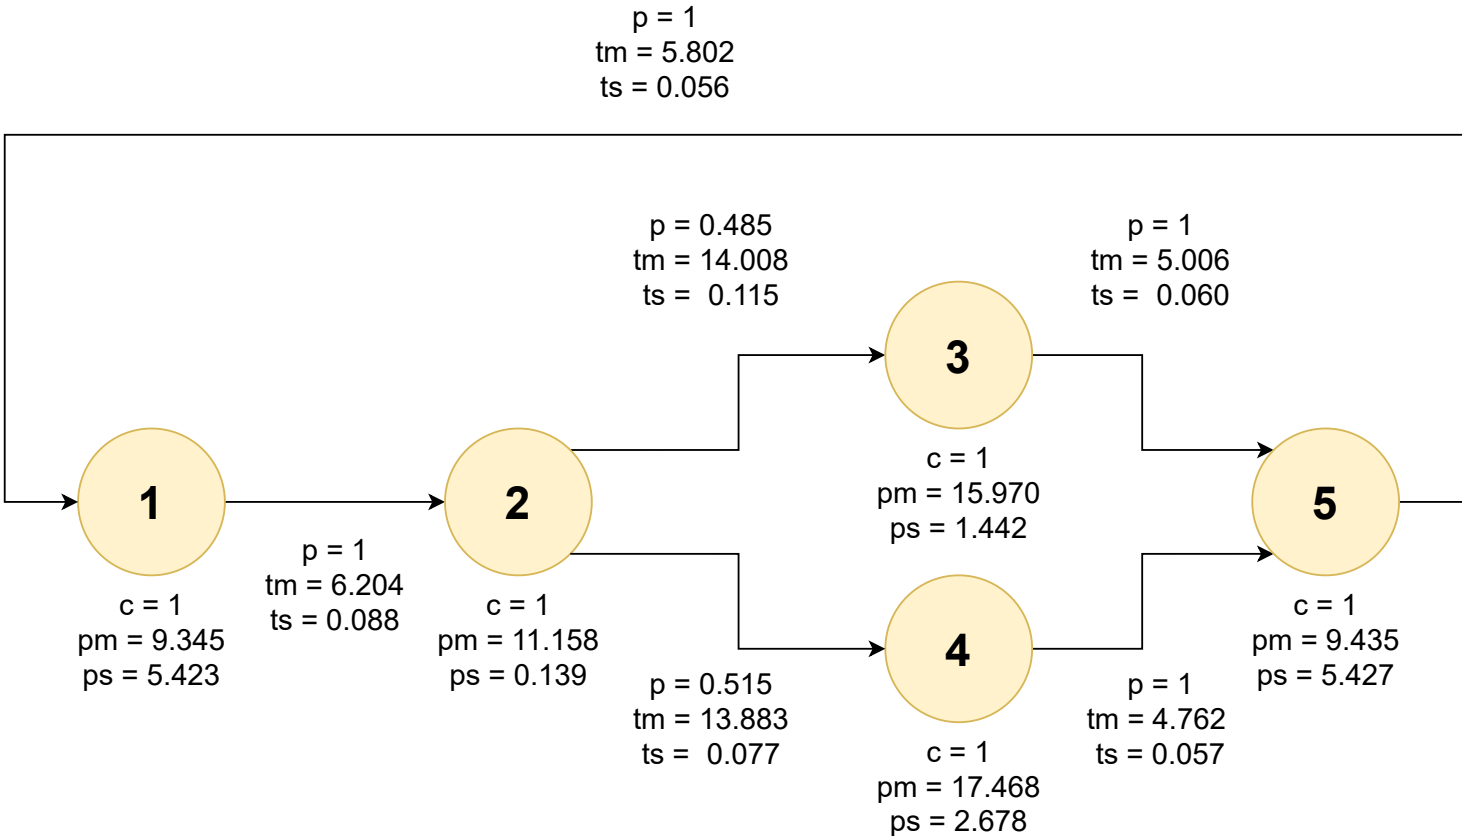 p = 1
tm = 5.802
ts = 0.056
p = 0.485
tm = 14.008
ts = 0.115
p = 1
tm = 5.006
ts = 0.060
3
c = 1
pm = 15.970
ps = 1.442
1
c = 1
pm = 9.345
ps = 5.423
p = 1
tm = 6.204
ts = 0.088
2
c = 1
pm = 11.158
ps = 0.139
5
c = 1
pm = 9.435
ps = 5.427
p = 0.515
tm = 13.883
ts = 0.077
4
c = 1
pm = 17.468
ps = 2.678
p = 1
tm = 4.762
ts = 0.057